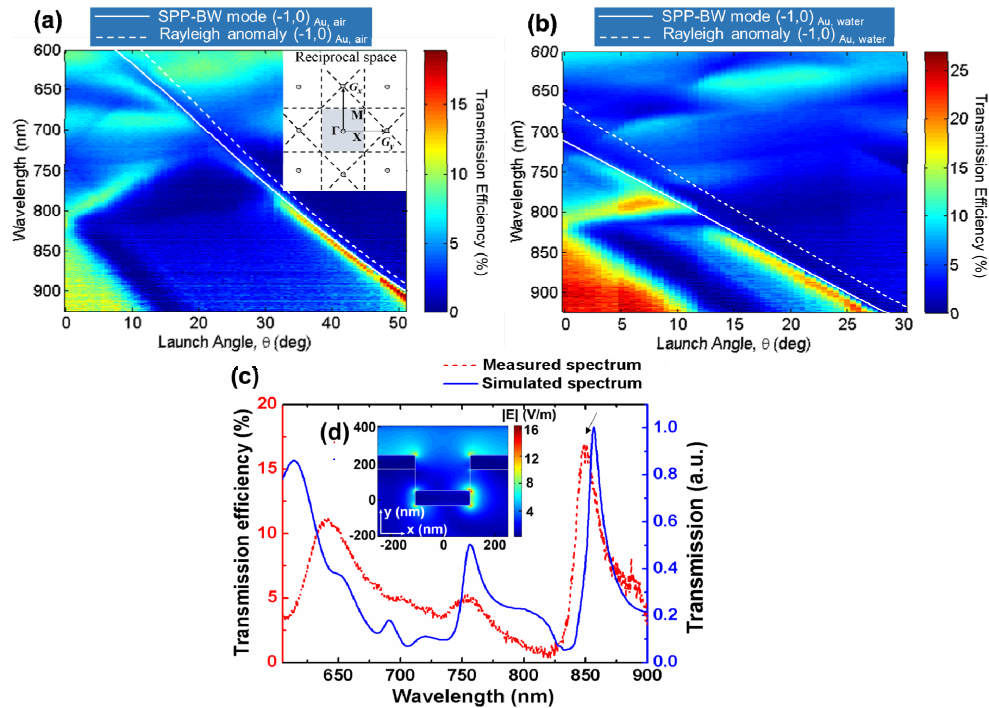 (a)
SPP-BW mode (-1,0) Au, air
Rayleigh anomaly (-1,0) Au, air
Reciprocal space
Gy
M
Γ
X
Wavelength (nm)
600
650
700
750
800
850
900
0
10
20
30
40
50
Launch Angle, θ (deg)
15
10
5
0
Transmission Efficiency (%)
(b)
SPP-BW mode (-1,0) Au, water
Rayleigh anomaly (-1,0) Au, water
Wavelength (nm)
600
650
700
750
800
850
900
0
5
10
15
20
25
30
Launch Angle, θ (deg)
25
20
15
10
5
0
Transmission Efficiency (%)
(c)
Measured spectrum
Simulated spectrum
Transmission efficiency (%)
20
15
10
5
0
650
700
750
800
850
900
Wavelength (nm)
1.0
0.8
0.6
0.4
0.2
0.0
Transmission (a.u.)
(d)
|E| (V/m)
16
12
8
4
400
200
0
y (nm)
x (nm)
-200
0
200